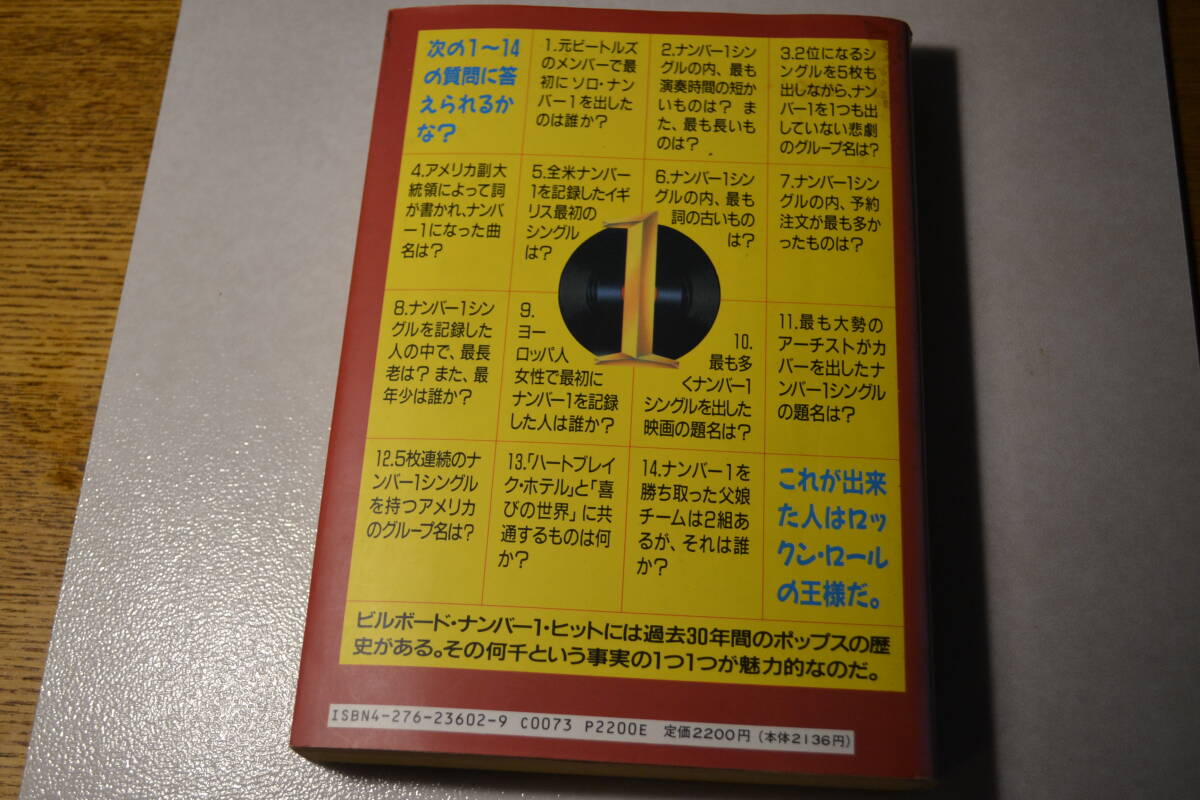 次の1〜14
の質問に答
えられるか
な?
1.元ビートルズ
のメンバーで最
初にソロ・ナン
バー1を出した
のは誰か?
2.ナンバー1シン
グルの内、最も
演奏時間の短か
いものは? ま
た、最も長いも
のは?
3.2位になるシ
ングルを5枚も
出しながら、ナン
バー1を1つも出
していない悲劇
のグループ名は?
4.アメリカ副大
統領によって詞
が書かれ、ナンバ
ー1になった曲
名は?
5.全米ナンバー
1を記録したイギ
リス最初の
シングル
は?
6.ナンバー1シン
グルの内、最も
詞の古いもの
は?
7.ナンバー1シン
グルの内、予約
注文が最も多か
ったものは?
8.ナンバー1シン
グルを記録した
人の中で、最長
老は? また、最
年少は誰か?
9.
ヨー
ロッパ人
女性で最初に
ナンバー1を記録
した人は誰か?
10.
最も多
くナンバー1
シングルを出した
映画の題名は?
11.最も大勢の
アーチストがカ
バーを出したナ
ンバー1シングル
の題名は?
12.5枚連続のナ
ンバー1シングル
を持つアメリカ
のグループ名は?
13.「ハートブレイ
ク・ホテル」と「喜
びの世界」に共
通するものは何
か?
14.ナンバー1を
勝ち取った父娘
チームは2組あ
るが、それは誰
か?
これが出来
た人はロッ
クン・ロール
の王様だ。
1
ビルボード・ナンバー1・ヒットには過去30年間のポップスの歴
史がある。その何千という事実の1つ1つが魅力的なのだ。
ISBN4-276-23602-9 C0073 P2200E 定価2200円(本体2136円)